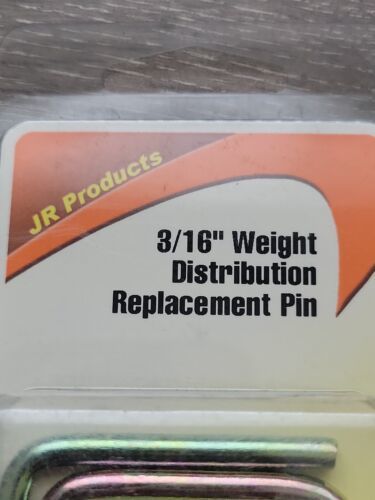 JR Products
3/16" Weight
Distribution
Replacement Pin